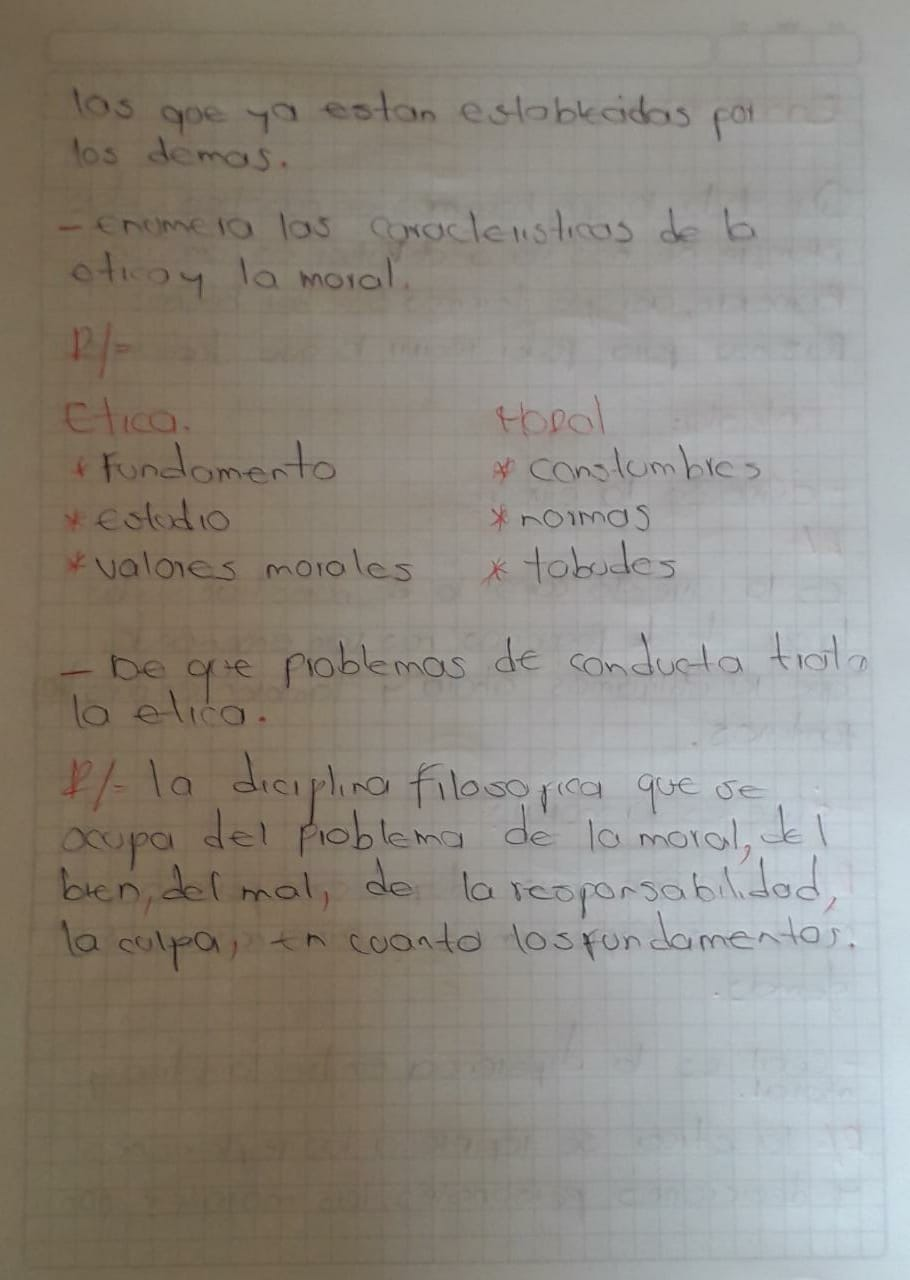 las que ya estan establecidas por
los demas.
- enumera las caracteristicas de la
etica y la moral.
R/=
Etica. Moral
* Fundamento * constumbres
* estudio * normas
* valores morales * tabudes
- De que problemas de conducta trata
la etica.
R/= la diciplina filosofica que se
ocupa del problema de la moral, del
bien, del mal, de la responsabilidad,
la culpa, en cuanto los fundamentos.